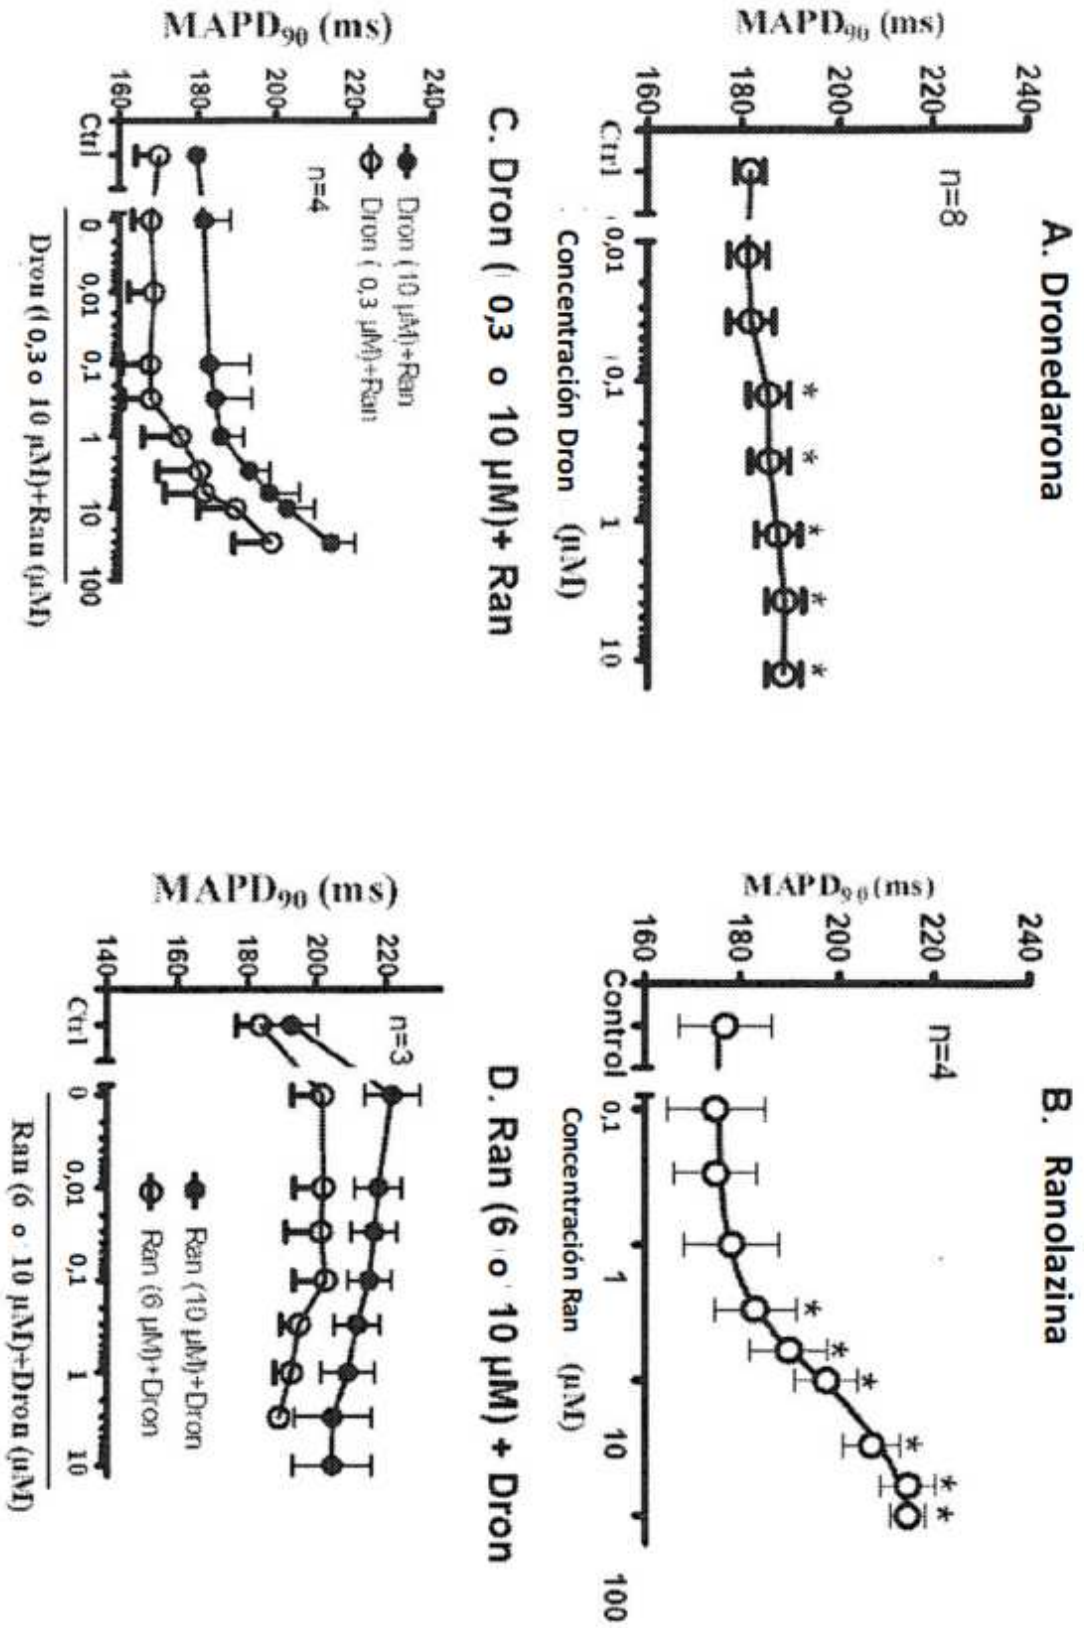 A. Dronedarona
MAPD90 (ms)
240
220
200
180
160
n=8
* * * * *
Ctrl 0,01 0,1 1 10
Concentración Dron (µM)
B. Ranolazina
MAPD90 (ms)
240
220
200
180
160
n=4
* * * * * *
Control 0,1 1 10 100
Concentración Ran (µM)
C. Dron (0,3 o 10 µM)+ Ran
MAPD90 (ms)
240
220
200
180
160
Dron (10 µM)+Ran
Dron ( 0,3 µM)+Ran
n=4
Ctrl 0 0,01 0,1 1 10 100
Dron (( 0,3 o 10 µM)+Ran (µM)
D. Ran (6 o 10 µM) + Dron
MAPD90 (ms)
220
200
180
160
140
n=3
Ran (10 µM)+Dron
Ran (6 µM)+Dron
Ctrl 0 0,01 0,1 1 10
Ran (6 o 10 µM)+Dron (µM)